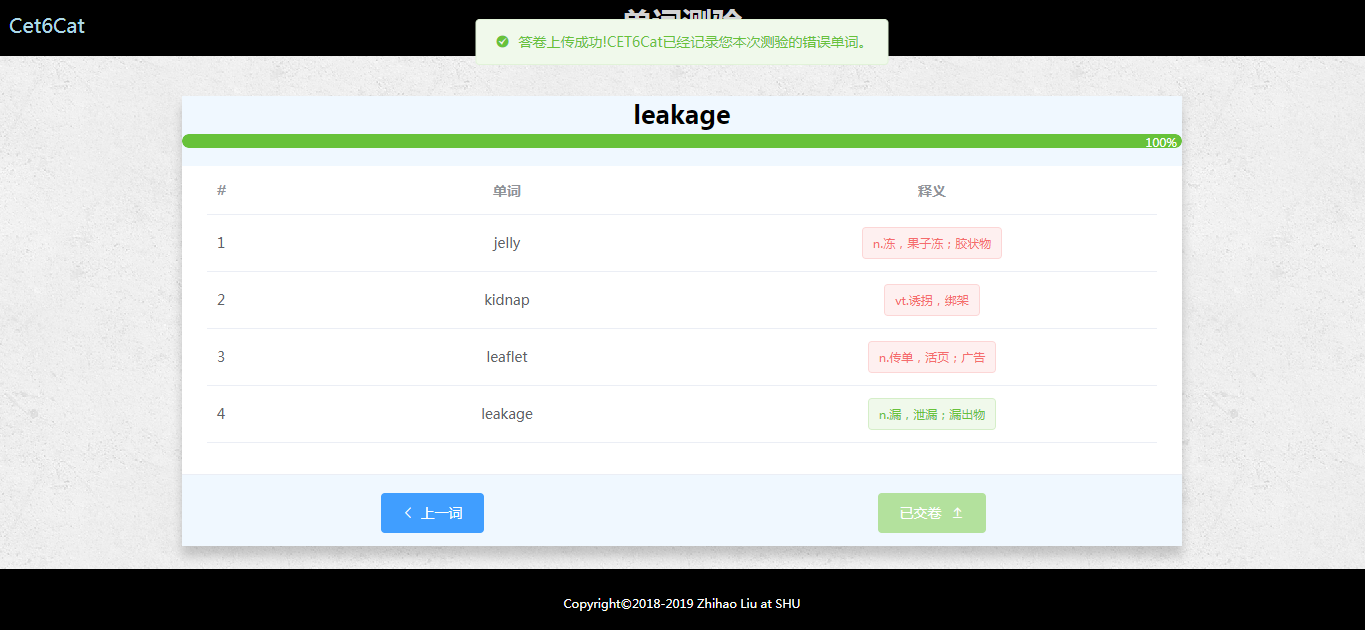 Cet6Cat
单词测验
答卷上传成功!CET6Cat已经记录您本次测验的错误单词。
leakage
100%
# 单词 释义
1 jelly n.冻，果子冻；胶状物
2 kidnap vt.诱拐，绑架
3 leaflet n.传单，活页；广告
4 leakage n.漏，泄漏；漏出物
上一词 已交卷
Copyright©2018-2019 Zhihao Liu at SHU